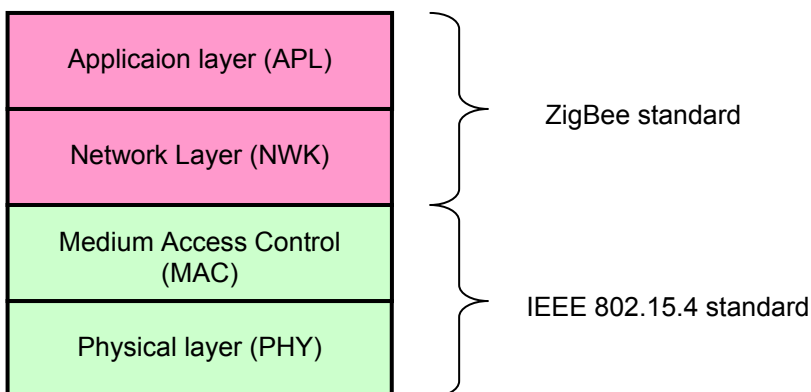 Applicaion layer (APL)
ZigBee standard
Network Layer (NWK)
Medium Access Control
(MAC)
IEEE 802.15.4 standard
Physical layer (PHY)